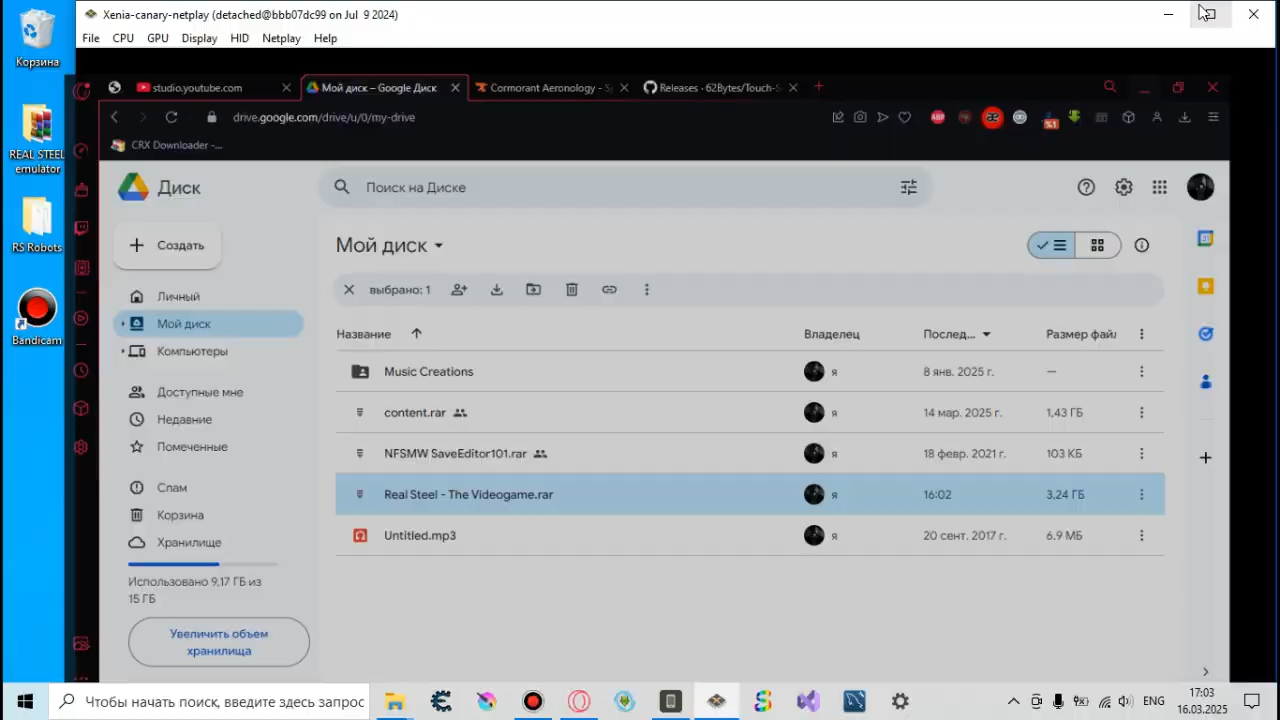 Xenia-canary-netplay (detached@bbb07dc99 on Jul 9 2024)
File CPU GPU Display HID Netplay Help
Корзина
REAL STEEL
emulator
RS Robots
Bandicam
studio.youtube.com
Мой диск – Google Диск
Cormorant Aeronology - S
Releases · 62Bytes/Touch-S
drive.google.com/drive/u/0/my-drive
ABP
%1
CRX Downloader -...
Диск
Поиск на Диске
Создать
Мой диск
выбрано: 1
Личный
Мой диск
Компьютеры
Доступные мне
Недавние
Помеченные
Спам
Корзина
Хранилище
Использовано 9,17 ГБ из
15 ГБ
Увеличить объем
хранилища
Название Владелец Послед... Размер файл
Music Creations я 8 янв. 2025 г. —
content.rar я 14 мар. 2025 г. 1,43 ГБ
NFSMW SaveEditor101.rar я 18 февр. 2021 г. 103 КБ
Real Steel - The Videogame.rar я 16:02 3,24 ГБ
Untitled.mp3 я 20 сент. 2017 г. 6.9 МБ
Чтобы начать поиск, введите здесь запрос
ENG
17:03
16.03.2025